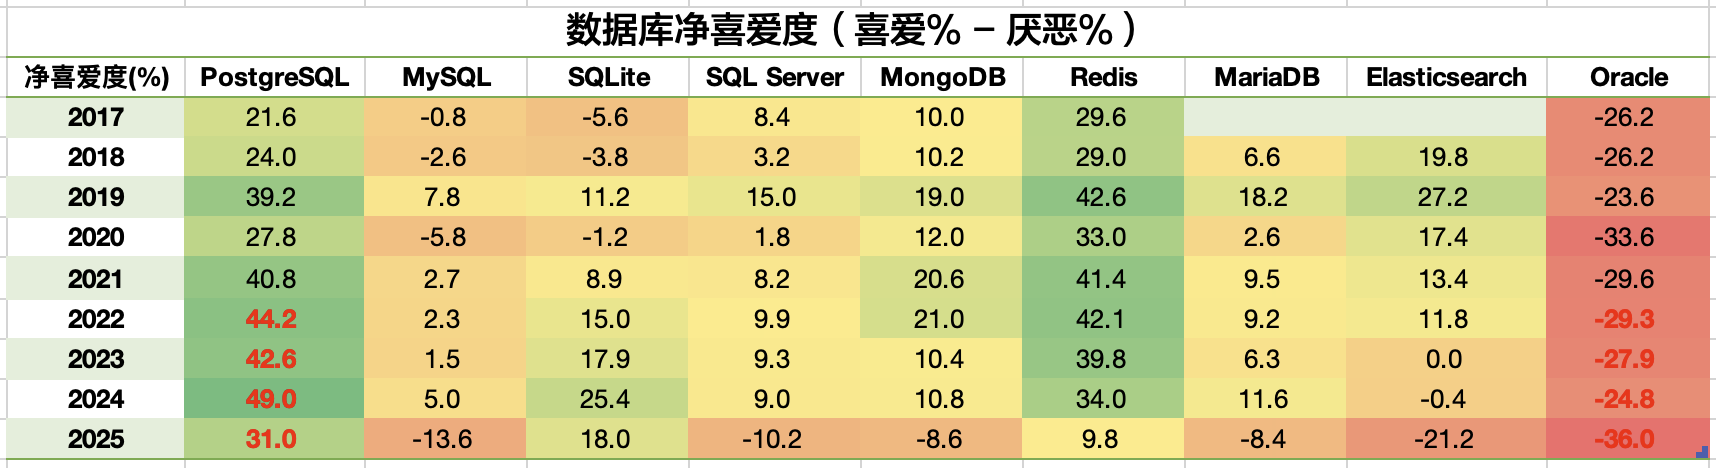 数据库净喜爱度（喜爱% – 厌恶%）
净喜爱度(%) PostgreSQL MySQL SQLite SQL Server MongoDB Redis MariaDB Elasticsearch Oracle
2017 21.6 -0.8 -5.6 8.4 10.0 29.6 -26.2
2018 24.0 -2.6 -3.8 3.2 10.2 29.0 6.6 19.8 -26.2
2019 39.2 7.8 11.2 15.0 19.0 42.6 18.2 27.2 -23.6
2020 27.8 -5.8 -1.2 1.8 12.0 33.0 2.6 17.4 -33.6
2021 40.8 2.7 8.9 8.2 20.6 41.4 9.5 13.4 -29.6
2022 44.2 2.3 15.0 9.9 21.0 42.1 9.2 11.8 -29.3
2023 42.6 1.5 17.9 9.3 10.4 39.8 6.3 0.0 -27.9
2024 49.0 5.0 25.4 9.0 10.8 34.0 11.6 -0.4 -24.8
2025 31.0 -13.6 18.0 -10.2 -8.6 9.8 -8.4 -21.2 -36.0